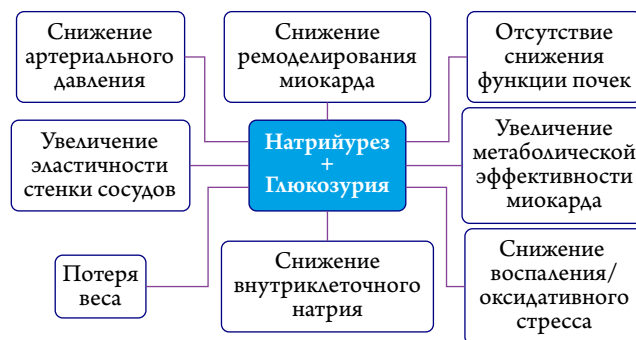 Снижение
артериального
давления
Снижение
ремоделирования
миокарда
Отсутствие
снижения
функции почек
Увеличение
эластичности
стенки сосудов
Натрийурез
+
Глюкозурия
Увеличение
метаболической
эффективности
миокарда
Потеря
веса
Снижение
внутриклеточного
натрия
Снижение
воспаления/
оксидативного
стресса